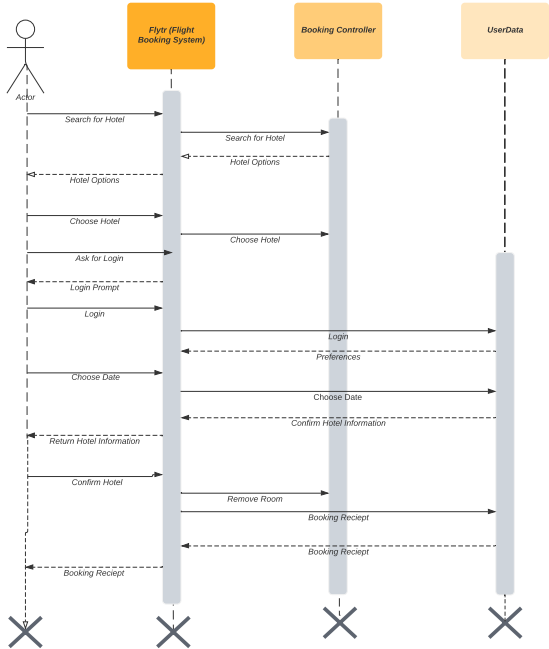 Flytr (Flight
Booking System)
Booking Controller
UserData
Actor
Search for Hotel
Search for Hotel
Hotel Options
Hotel Options
Choose Hotel
Choose Hotel
Ask for Login
Login Prompt
Login
Login
Preferences
Choose Date
Choose Date
Confirm Hotel Information
Return Hotel Information
Confirm Hotel
Remove Room
Booking Reciept
Booking Reciept
Booking Reciept